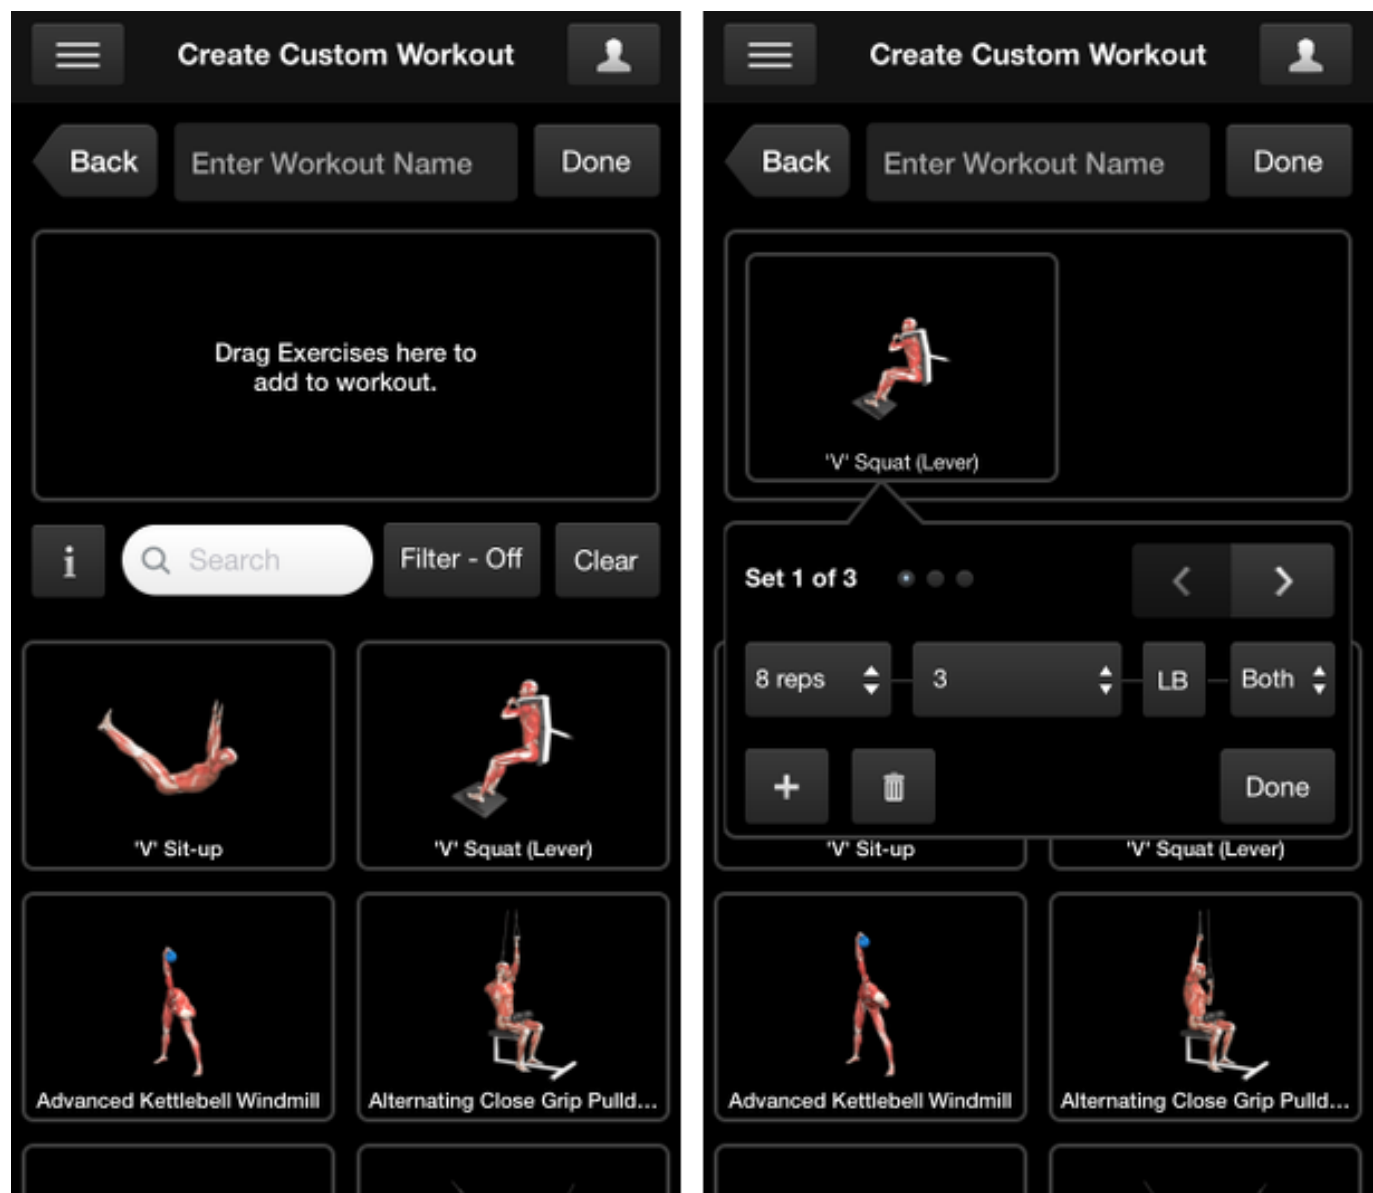 Create Custom Workout
Back
Enter Workout Name
Done
Drag Exercises here to
add to workout.
i
Search
Filter - Off
Clear
'V' Sit-up
'V' Squat (Lever)
Advanced Kettlebell Windmill
Alternating Close Grip Pulld...
Create Custom Workout
Back
Enter Workout Name
Done
'V' Squat (Lever)
Set 1 of 3
8 reps
3
LB
Both
Done
'V' Sit-up
'V' Squat (Lever)
Advanced Kettlebell Windmill
Alternating Close Grip Pulld...